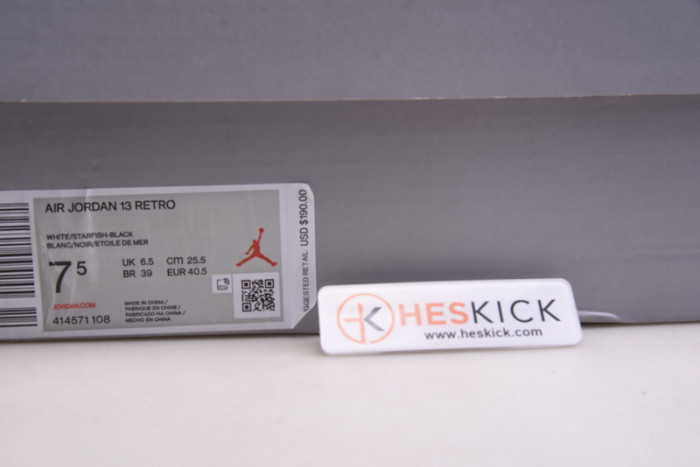 AIR JORDAN 13 RETRO
WHITE/STARFISH-BLACK
BLANC/NOIR/ETOILE DE MER
7 5
UK 6.5
cm 25.5
BR 39
EUR 40.5
JORDAN.COM
414571 108
MADE IN CHINA/
FABRIQUE EN CHINE/
FABRICADO NA CHINA/
HECHO EN CHINA
RETAIL USD $190.00
HESKICK
www.heskick.com